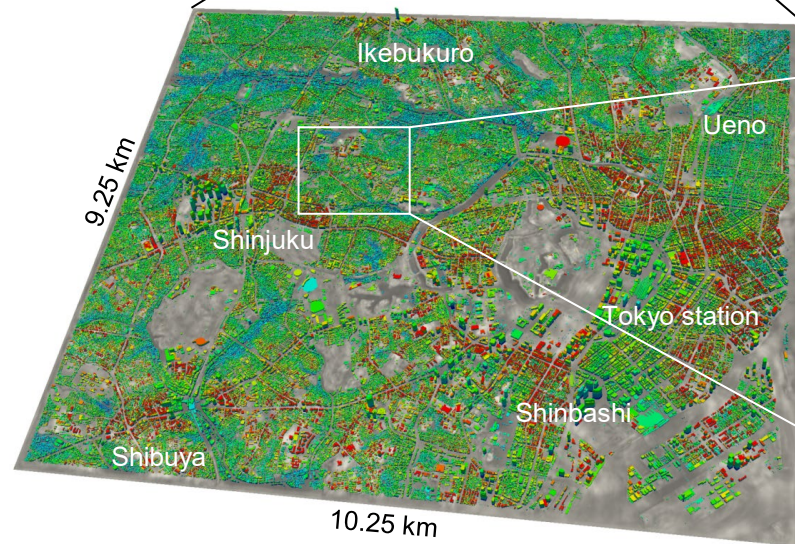 Ikebukuro
Ueno
9.25 km
Shinjuku
Tokyo station
Shinbashi
Shibuya
10.25 km